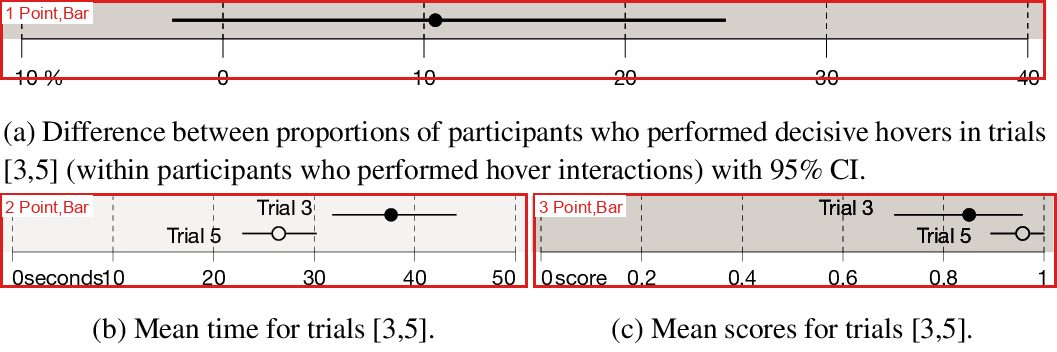 1 Point,Bar
-10 % 0 10 20 30 40
(a) Difference between proportions of participants who performed decisive hovers in trials
[3,5] (within participants who performed hover interactions) with 95% CI.
2 Point,Bar
Trial 3
Trial 5
0seconds10 20 30 40 50
3 Point,Bar
Trial 3
Trial 5
0score 0.2 0.4 0.6 0.8 1
(b) Mean time for trials [3,5].
(c) Mean scores for trials [3,5].